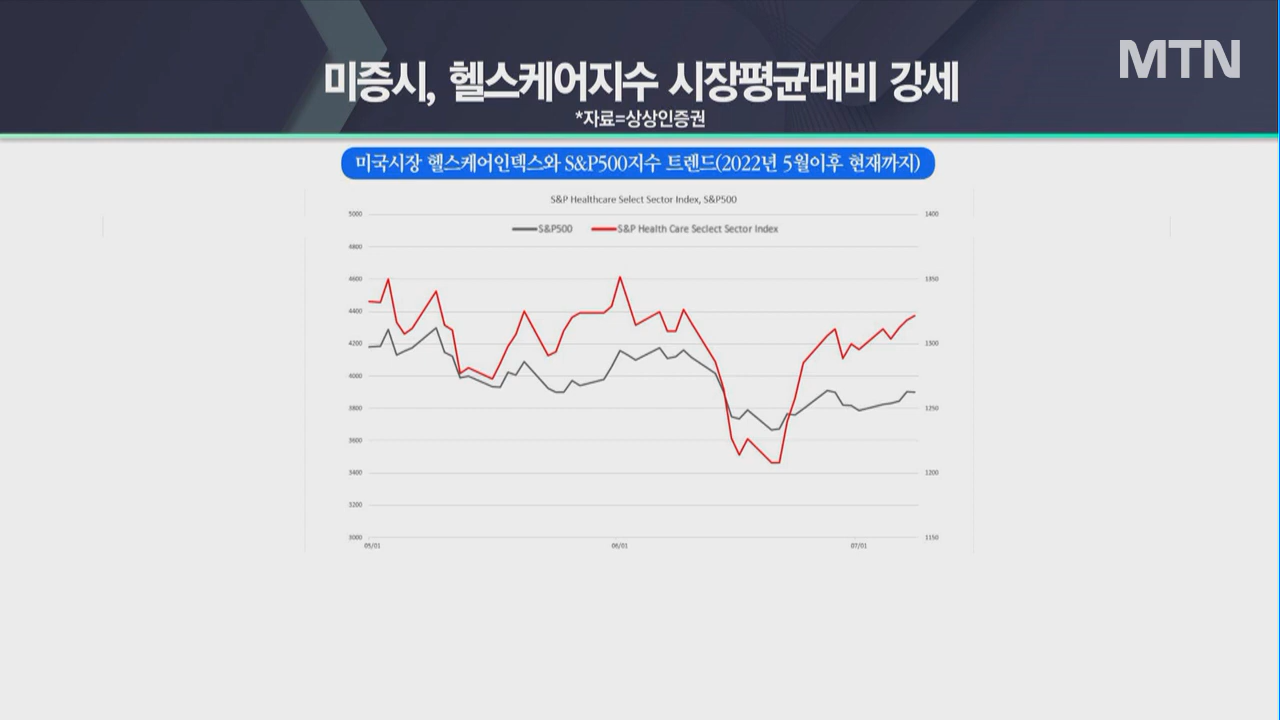 MTN
미증시, 헬스케어지수 시장평균대비 강세
*자료=상상인증권
미국시장 헬스케어인덱스와 S&P500지수 트렌드(2022년 5월이후 현재까지)
S&P Healthcare Select Sector Index, S&P500
S&P500 S&P Health Care Seclect Sector Index
5000 1400
4800
4600 1350
4400
4200 1300
4000
3800 1250
3600
3400 1200
3200
3000 1150
05/01 06/01 07/01